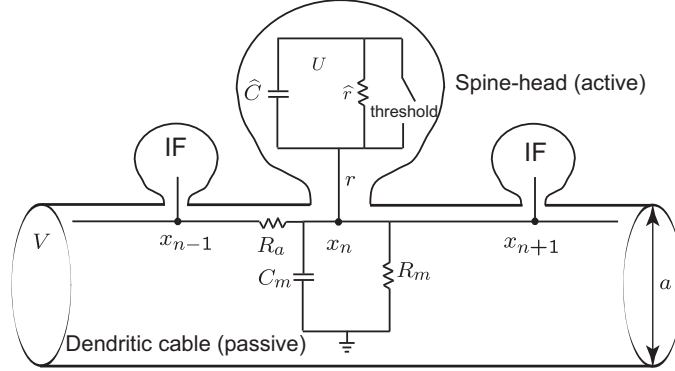 U
Ĉ
r̂
threshold
Spine-head (active)
IF
IF
r
V
x_{n-1}
R_a
x_n
x_{n+1}
C_m
R_m
a
Dendritic cable (passive)